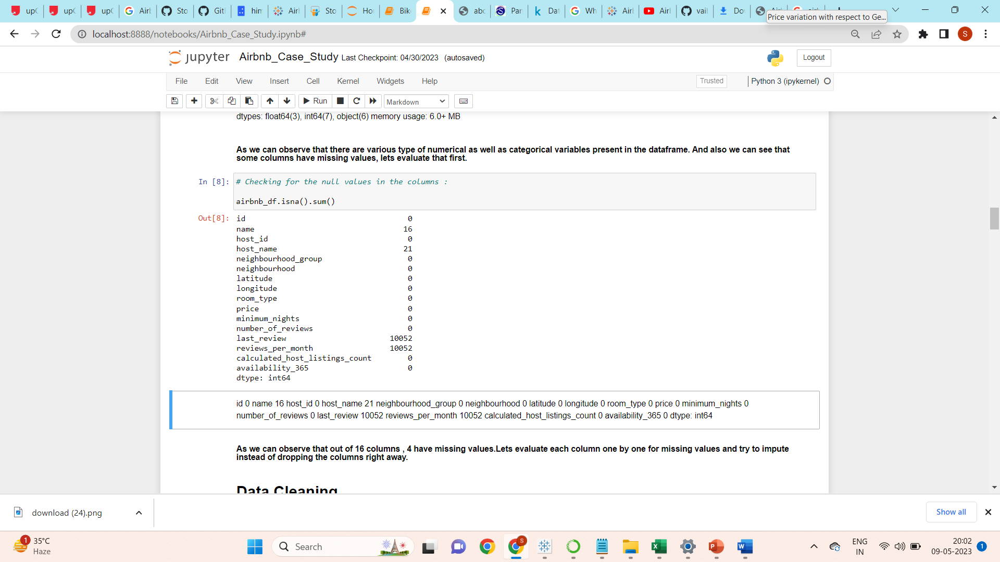 upG
upG
upG
Airb
Sto
Git
him
Airb
Sto
Ho
Bik
abc
Par
Dat
Wh
Airl
Airl
vail
Do
Price variation with respect to Ge...
localhost:8888/notebooks/Airbnb_Case_Study.ipynb#
S
jupyter Airbnb_Case_Study Last Checkpoint: 04/30/2023 (autosaved)
Logout
File Edit View Insert Cell Kernel Widgets Help
Trusted Python 3 (ipykernel)
Run Markdown
dtypes: float64(3), int64(7), object(6) memory usage: 6.0+ MB
As we can observe that there are various type of numerical as well as categorical variables present in the dataframe. And also we can see that
some columns have missing values, lets evaluate that first.
In [8]: # Checking for the null values in the columns :
airbnb_df.isna().sum()
Out[8]: id 0
name 16
host_id 0
host_name 21
neighbourhood_group 0
neighbourhood 0
latitude 0
longitude 0
room_type 0
price 0
minimum_nights 0
number_of_reviews 0
last_review 10052
reviews_per_month 10052
calculated_host_listings_count 0
availability_365 0
dtype: int64
id 0 name 16 host_id 0 host_name 21 neighbourhood_group 0 neighbourhood 0 latitude 0 longitude 0 room_type 0 price 0 minimum_nights 0
number_of_reviews 0 last_review 10052 reviews_per_month 10052 calculated_host_listings_count 0 availability_365 0 dtype: int64
As we can observe that out of 16 columns , 4 have missing values.Lets evaluate each column one by one for missing values and try to impute
instead of dropping the columns right away.
Data Cleaning
download (24).png
Show all
1
35°C
Haze
Search
S
ENG
IN
20:02
09-05-2023
1